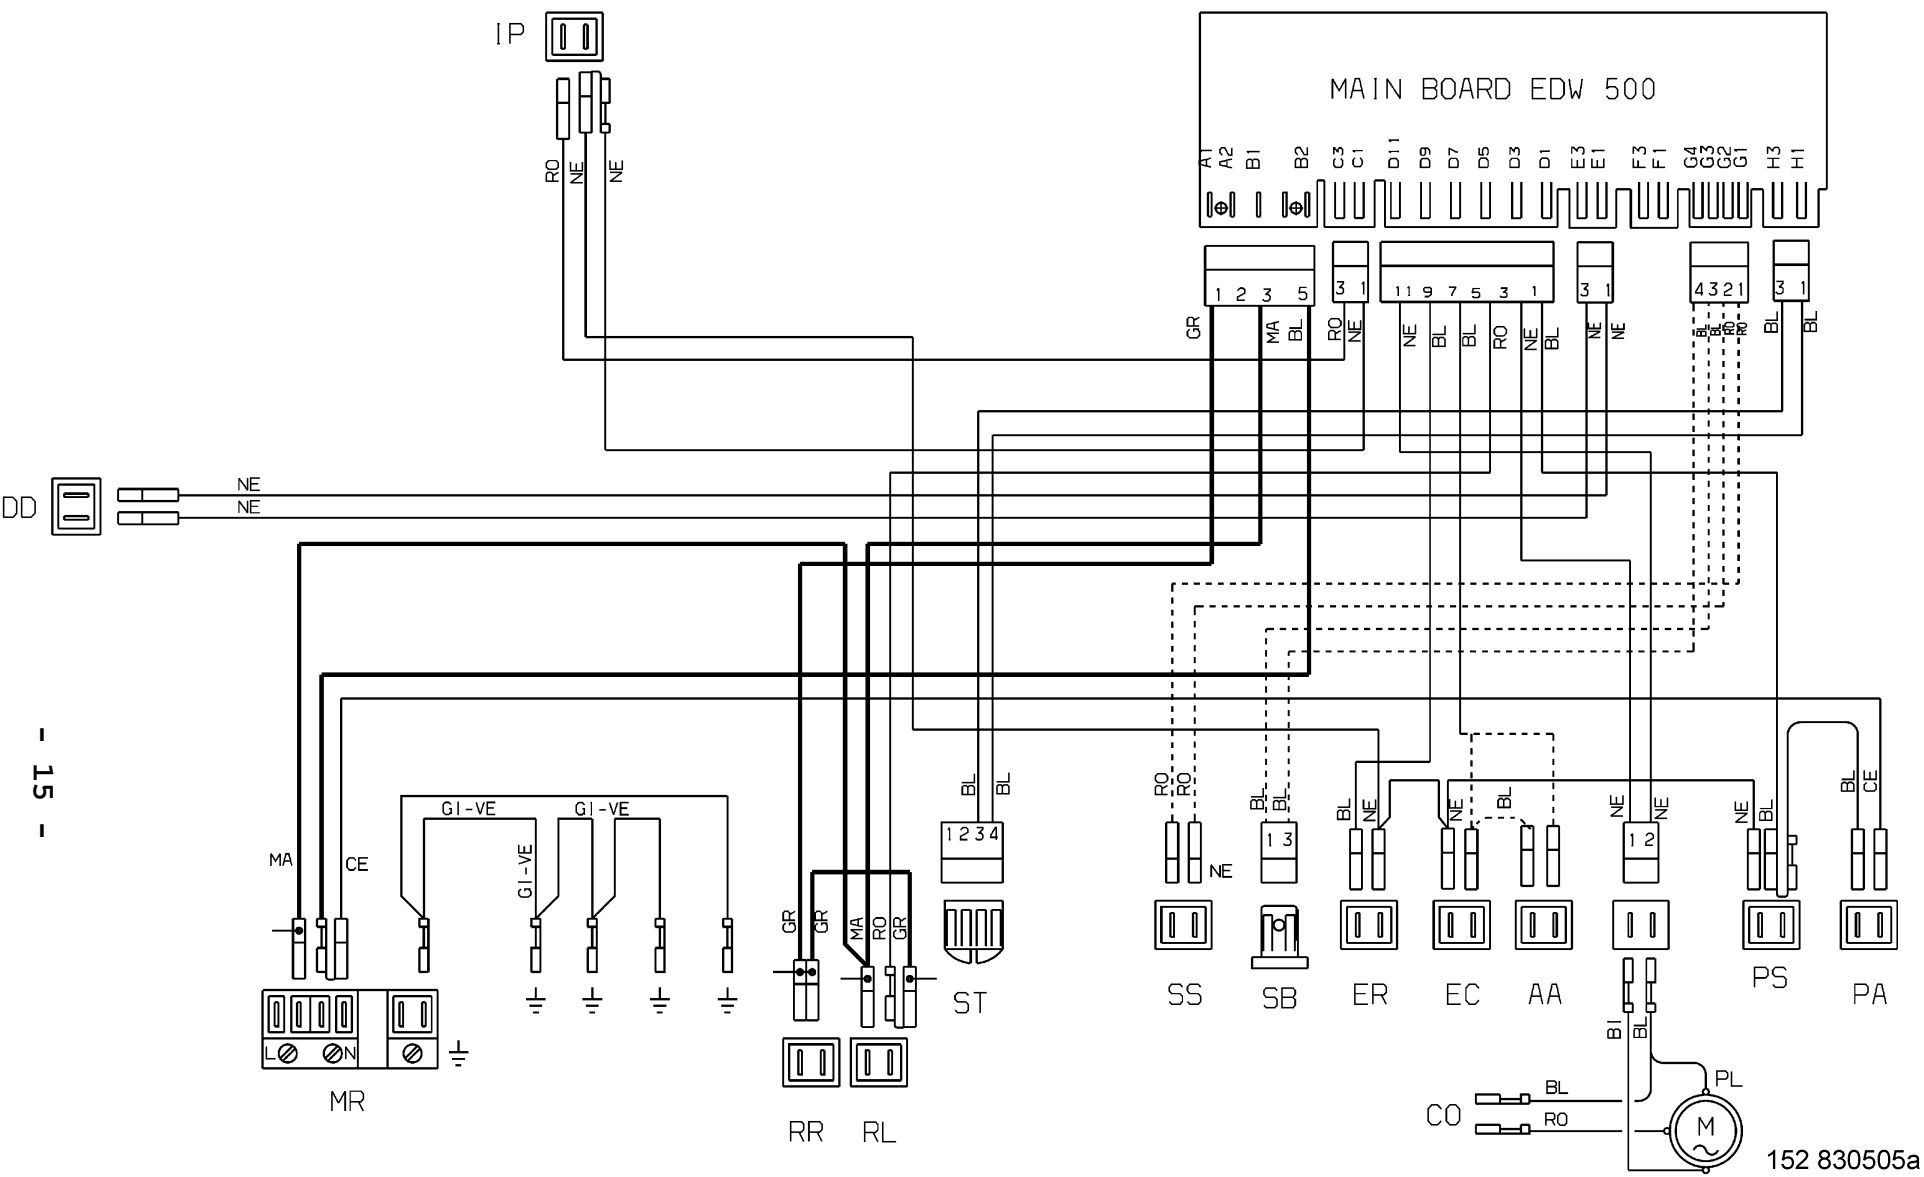 IP
MAIN BOARD EDW 500
A1 A2 B1 B2 C3 C1 D11 D9 D7 D5 D3 D1 E3 E1 F3 F1 G4 G3 G2 G1 H3 H1
RO NE NE
1 2 3 5 3 1 11 9 7 5 3 1 3 1 4 3 2 1 3 1
GR MA BL RO NE NE BL BL RO NE BL NE NE BL BL RO RO BL BL
DD
NE
NE
- 15 -
GI-VE GI-VE
GI-VE
MA CE
BL BL
RO RO BL BL BL NE NE BL NE NE NE BL BL CE
1 2 3 4
1 3
1 2
NE
GR GR MA RO GR
ST
SS SB ER EC AA PS PA
L N
MR
RR RL
BI BL
BL
RO
CO
PL
M
152 830505a